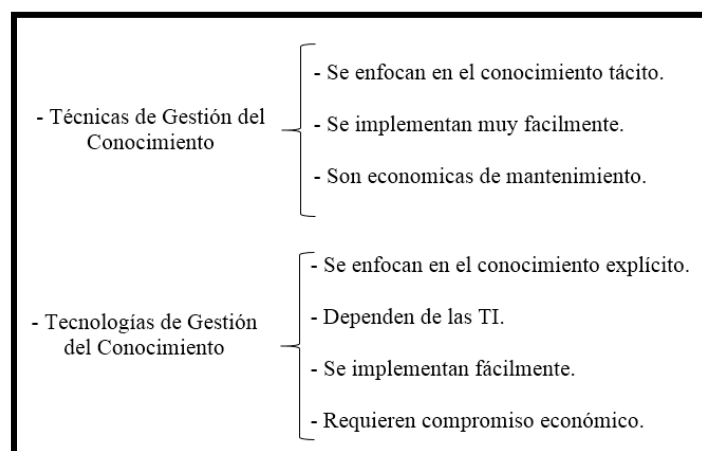 - Técnicas de Gestión del
Conocimiento
- Se enfocan en el conocimiento tácito.
- Se implementan muy facilmente.
- Son economicas de mantenimiento.
- Tecnologías de Gestión
del Conocimiento
- Se enfocan en el conocimiento explícito.
- Dependen de las TI.
- Se implementan fácilmente.
- Requieren compromiso económico.